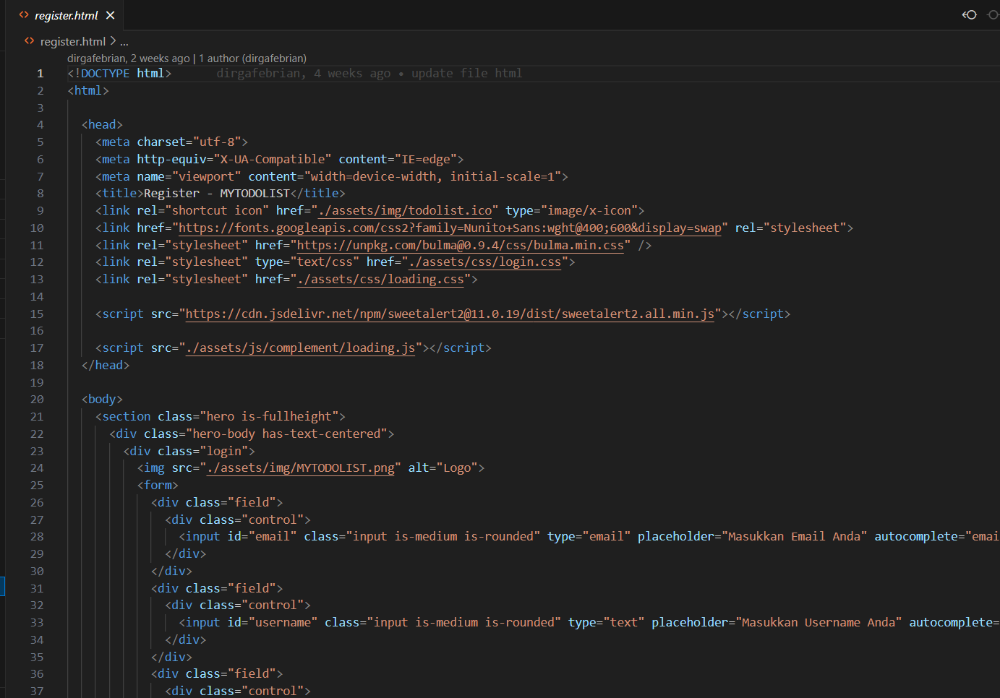 register.html
register.html > ...
dirgafebrian, 2 weeks ago | 1 author (dirgafebrian)
1 <!DOCTYPE html> dirgafebrian, 4 weeks ago • update file html
2 <html>
3
4 <head>
5 <meta charset="utf-8">
6 <meta http-equiv="X-UA-Compatible" content="IE=edge">
7 <meta name="viewport" content="width=device-width, initial-scale=1">
8 <title>Register - MYTODOLIST</title>
9 <link rel="shortcut icon" href="./assets/img/todolist.ico" type="image/x-icon">
10 <link href="https://fonts.googleapis.com/css2?family=Nunito+Sans:wght@400;600&display=swap" rel="stylesheet">
11 <link rel="stylesheet" href="https://unpkg.com/bulma@0.9.4/css/bulma.min.css" />
12 <link rel="stylesheet" type="text/css" href="./assets/css/login.css">
13 <link rel="stylesheet" href="./assets/css/loading.css">
14
15 <script src="https://cdn.jsdelivr.net/npm/sweetalert2@11.0.19/dist/sweetalert2.all.min.js"></script>
16
17 <script src="./assets/js/complement/loading.js"></script>
18 </head>
19
20 <body>
21 <section class="hero is-fullheight">
22 <div class="hero-body has-text-centered">
23 <div class="login">
24 <img src="./assets/img/MYTODOLIST.png" alt="Logo">
25 <form>
26 <div class="field">
27 <div class="control">
28 <input id="email" class="input is-medium is-rounded" type="email" placeholder="Masukkan Email Anda" autocomplete="emai
29 </div>
30 </div>
31 <div class="field">
32 <div class="control">
33 <input id="username" class="input is-medium is-rounded" type="text" placeholder="Masukkan Username Anda" autocomplete=
34 </div>
35 </div>
36 <div class="field">
37 <div class="control">